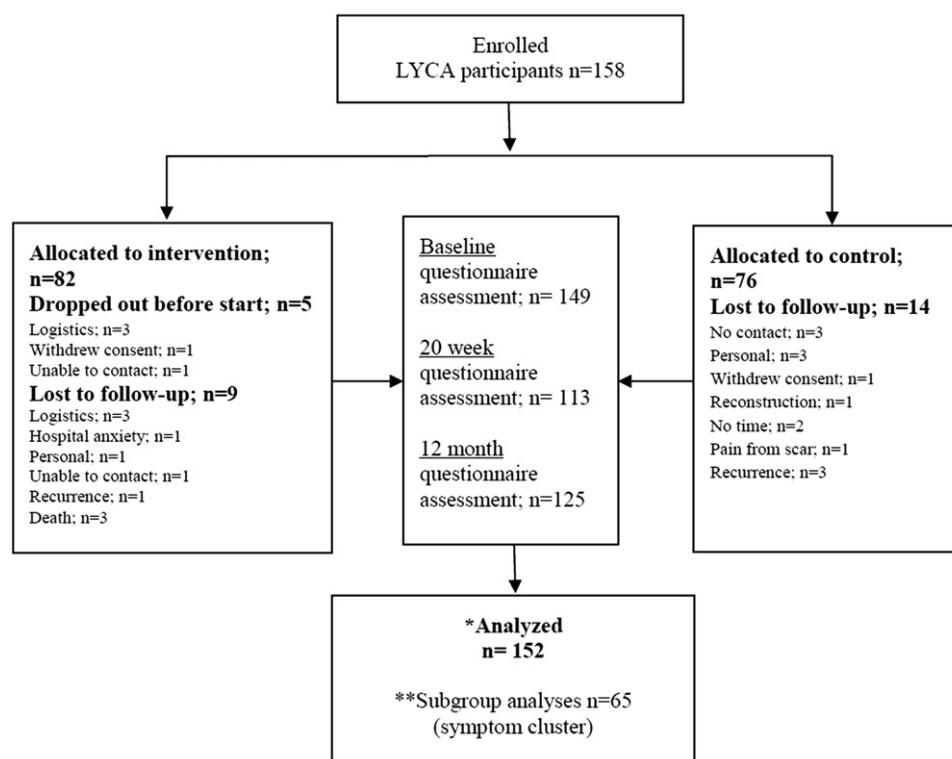 Enrolled
LYCA participants n=158
Allocated to intervention;
n=82
Dropped out before start; n=5
Logistics; n=3
Withdrew consent; n=1
Unable to contact; n=1
Lost to follow-up; n=9
Logistics; n=3
Hospital anxiety; n=1
Personal; n=1
Unable to contact; n=1
Recurrence; n=1
Death; n=3
Baseline
questionnaire
assessment; n= 149
20 week
questionnaire
assessment; n= 113
12 month
questionnaire
assessment; n=125
Allocated to control;
n=76
Lost to follow-up; n=14
No contact; n=3
Personal; n=3
Withdrew consent; n=1
Reconstruction; n=1
No time; n=2
Pain from scar; n=1
Recurrence; n=3
*Analyzed
n= 152
**Subgroup analyses n=65
(symptom cluster)